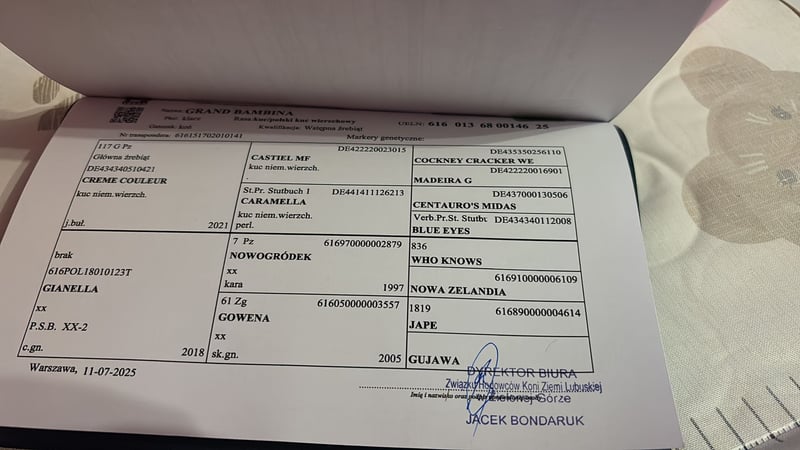 Nazwa: GRAND BAMBINA
Płeć: klacz Rasa: kuc/polski kuc wierzchowy UELN: 616 013 68 00146 25
Gatunek: koń Kwalifikacja: Wstępna źrebiąt
Nr transpondera: 616151702010141 Markery genetyczne:
117 G Pz
Główna źrebiąt
DE434340510421
CREME COULEUR
kuc niem.wierzch.
j.buł. 2021
DE422220023015
CASTIEL MF
kuc niem.wierzch.
.
DE435350256110
COCKNEY CRACKER WE
DE422220016901
MADEIRA G
St.Pr. Stutbuch 1 DE441411126213
CARAMELLA
kuc niem.wierzch.
perl.
DE437000130506
CENTAURO'S MIDAS
Verb.Pr.St. Stutbt DE434340112008
BLUE EYES
brak
616POL18010123T
GIANELLA
xx
P.S.B. XX-2
c.gn. 2018
7 Pz 616970000002879
NOWOGRÓDEK
xx
kara 1997
836
WHO KNOWS
616910000006109
NOWA ZELANDIA
61 Zg 616050000003557
GOWENA
xx
sk.gn. 2005
1819 616890000004614
JAPE
GUJAWA
Warszawa, 11-07-2025
DYREKTOR BIURA
Związku Hodowców Koni Ziemi Lubuskiej
Imię i nazwisko oraz
Zielonej Górze
JACEK BONDARUK